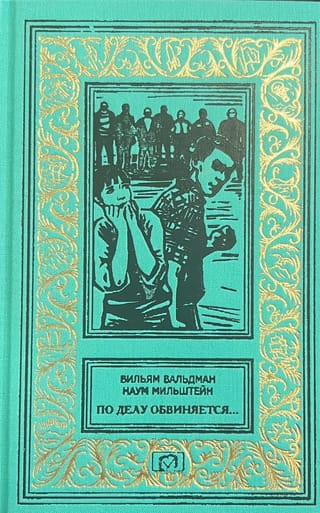 ВИЛЬЯМ ВАЛЬДМАН
НАУМ МИЛЬШТЕЙН
ПО ДЕЛУ ОБВИНЯЕТСЯ...